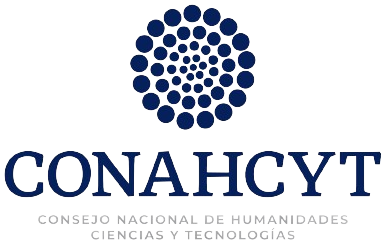 CONAHCYT
CONSEJO NACIONAL DE HUMANIDADES
CIENCIAS Y TECNOLOGÍAS